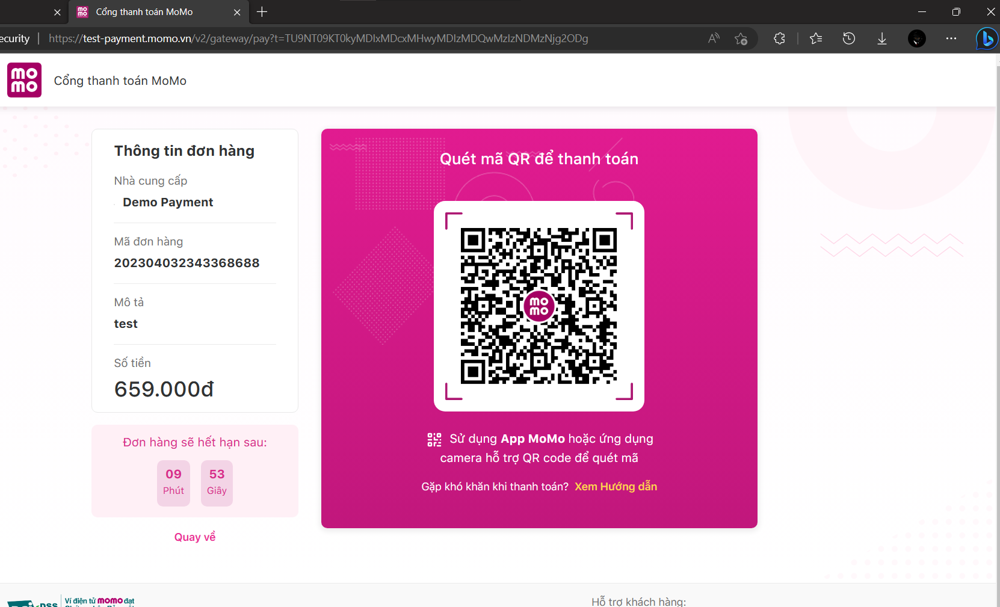 Cổng thanh toán MoMo
ecurity
https://test-payment.momo.vn/v2/gateway/pay?t=TU9NT09KT0kyMDIxMDcxMHwyMDIzMDQwMzIzNDMzNjg2ODg
mo
mo
Cổng thanh toán MoMo
Thông tin đơn hàng
Nhà cung cấp
Demo Payment
Mã đơn hàng
202304032343368688
Mô tả
test
Số tiền
659.000đ
Đơn hàng sẽ hết hạn sau:
09
Phút
53
Giây
Quay về
Quét mã QR để thanh toán
mo
mo
Sử dụng App MoMo hoặc ứng dụng
camera hỗ trợ QR code để quét mã
Gặp khó khăn khi thanh toán? Xem Hướng dẫn
DSS
Ví điện tử momo đạt
Hỗ trợ khách hàng: